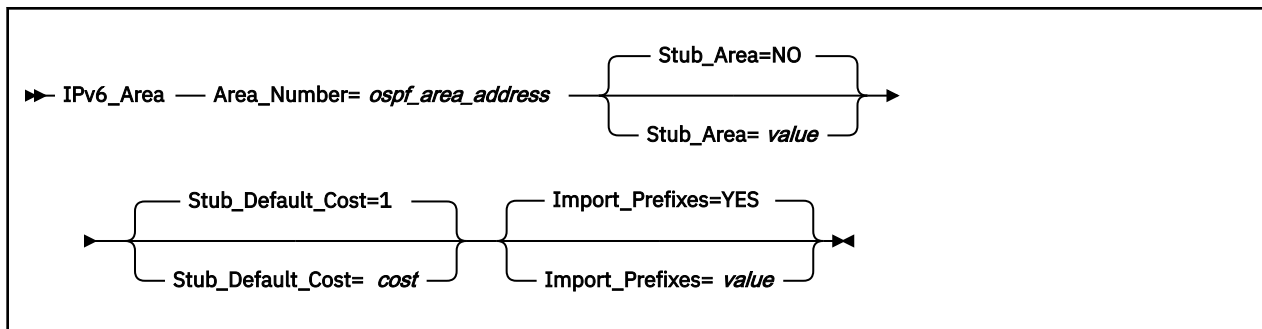 Stub_Area=NO
IPv6_Area Area_Number= ospf_area_address
Stub_Area= value
Stub_Default_Cost=1 Import_Prefixes=YES
Stub_Default_Cost= cost Import_Prefixes= value